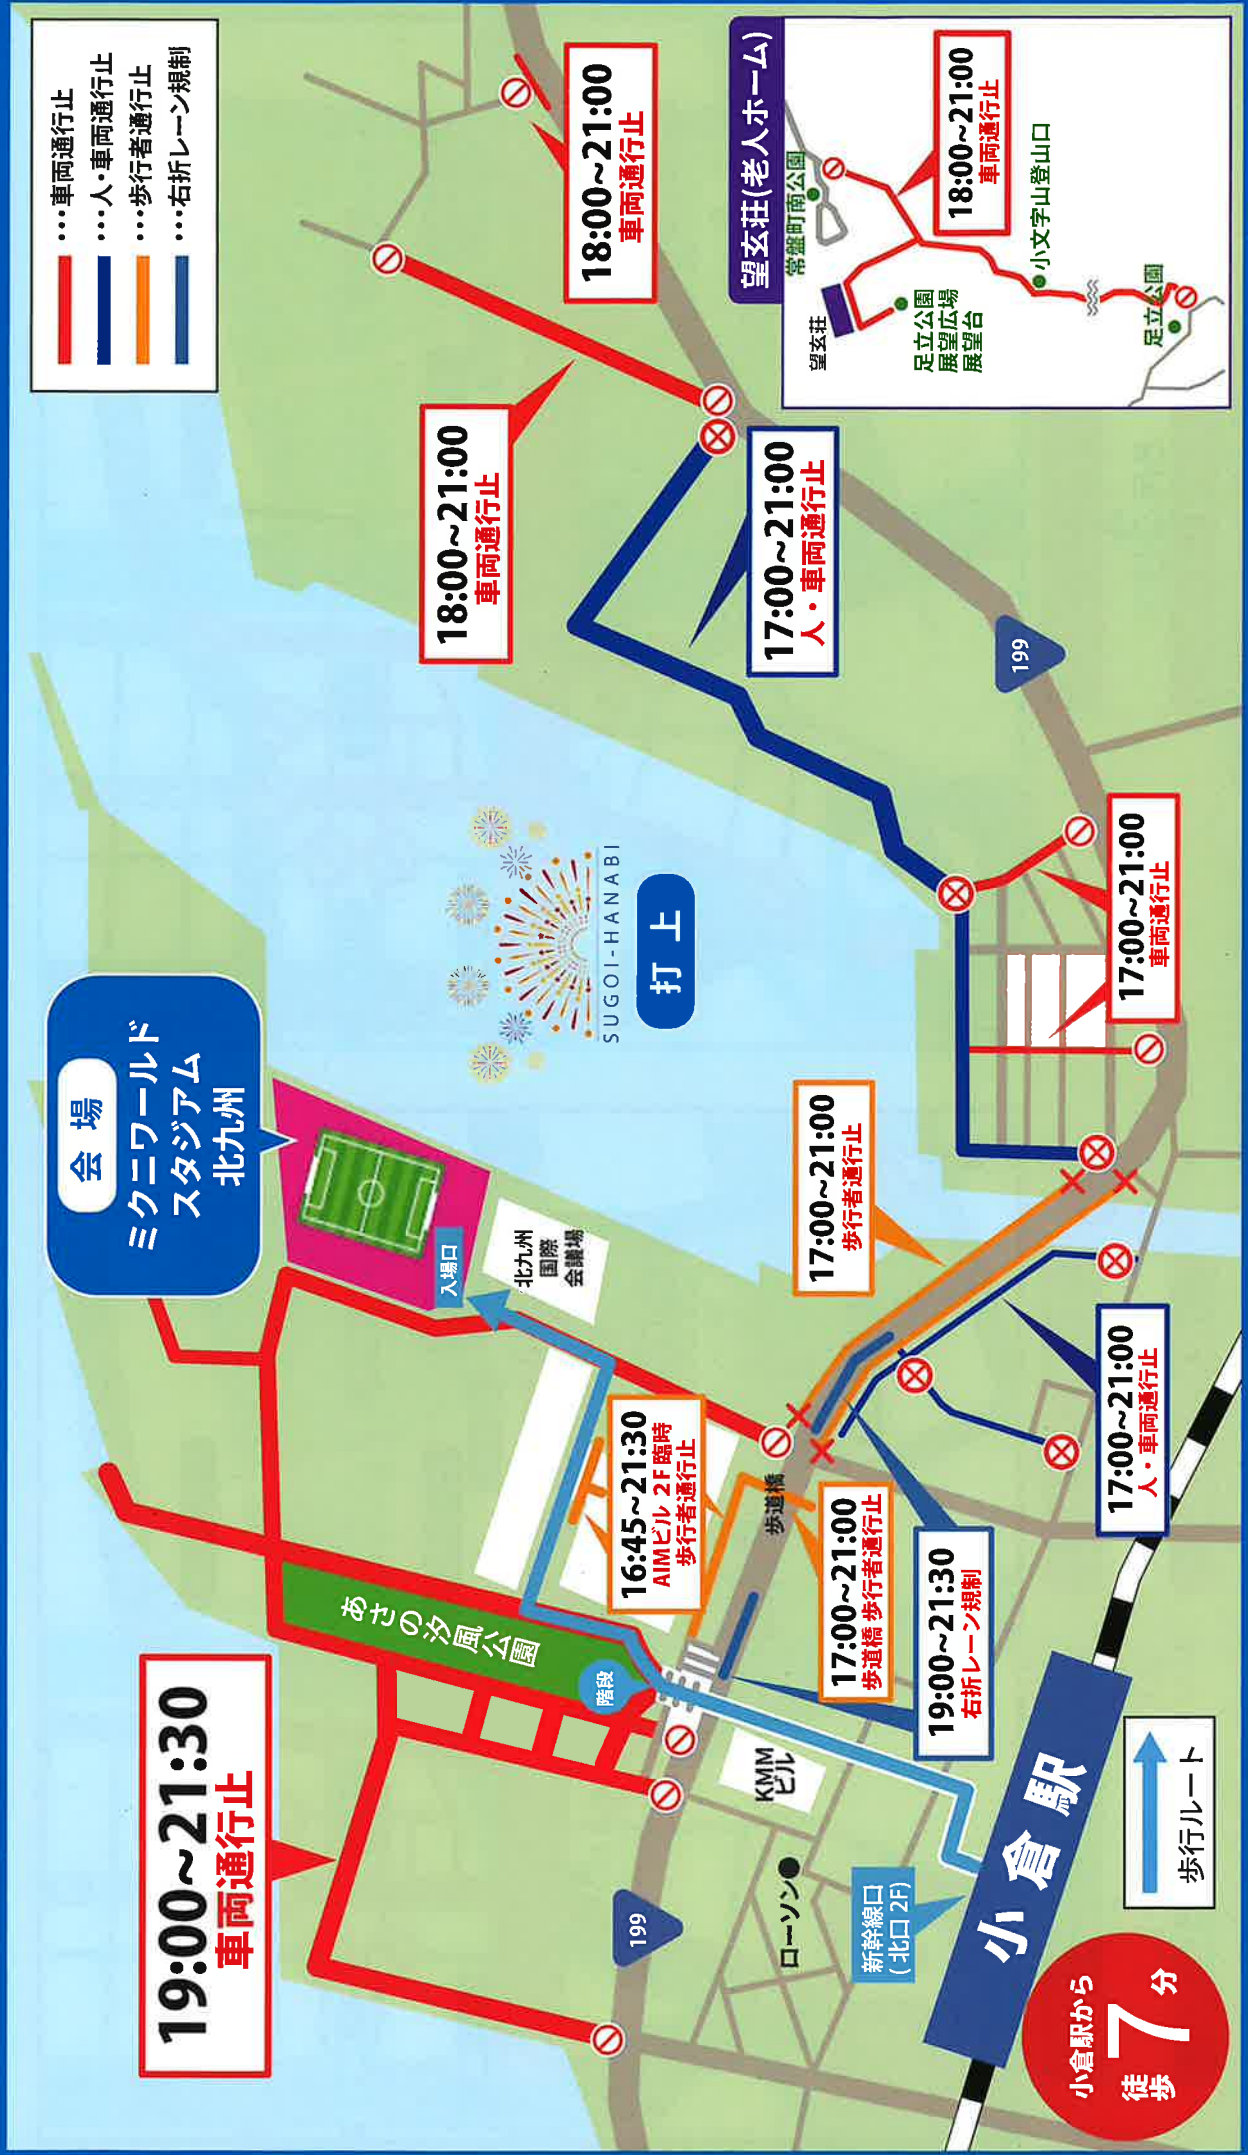 ･･･車両通行止
･･･人・車両通行止
･･･歩行者通行止
･･･右折レーン規制
会場
ミクニワールド
スタジアム
北九州
19:00~21:30
車両通行止
18:00~21:00
車両通行止
18:00~21:00
車両通行止
望玄荘(老人ホーム)
常盤町南公園
望玄荘
18:00~21:00
車両通行止
足立公園
展望広場
展望台
小文字山登山口
足立公園
17:00~21:00
人・車両通行止
SUGOI-HANABI
打上
入場口
北九州
国際
会議場
あさの汐風公園
階段
16:45~21:30
AIMビル 2F 臨時
歩行者通行止
17:00~21:00
歩行者通行止
199
17:00~21:00
車両通行止
歩道橋
17:00~21:00
歩道橋 歩行者通行止
19:00~21:30
右折レーン規制
17:00~21:00
人・車両通行止
199
KMM
ビル
ローソン
新幹線口
(北口 2F)
小倉駅
小倉駅から
徒歩
7
分
歩行ルート